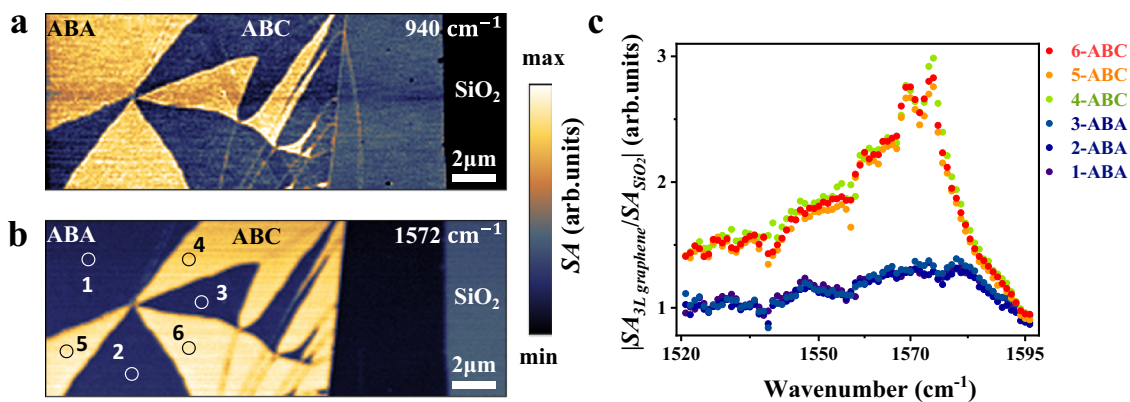 a
ABA
ABC
940 cm⁻¹
SiO₂
2μm
max
SA (arb.units)
min
b
ABA
ABC
1572 cm⁻¹
1
4
3
5
2
6
SiO₂
2μm
c
|SA₃L graphene/SA_SiO₂| (arb.units)
3
2
1
1520
1550
1570
1595
Wavenumber (cm⁻¹)
6-ABC
5-ABC
4-ABC
3-ABA
2-ABA
1-ABA